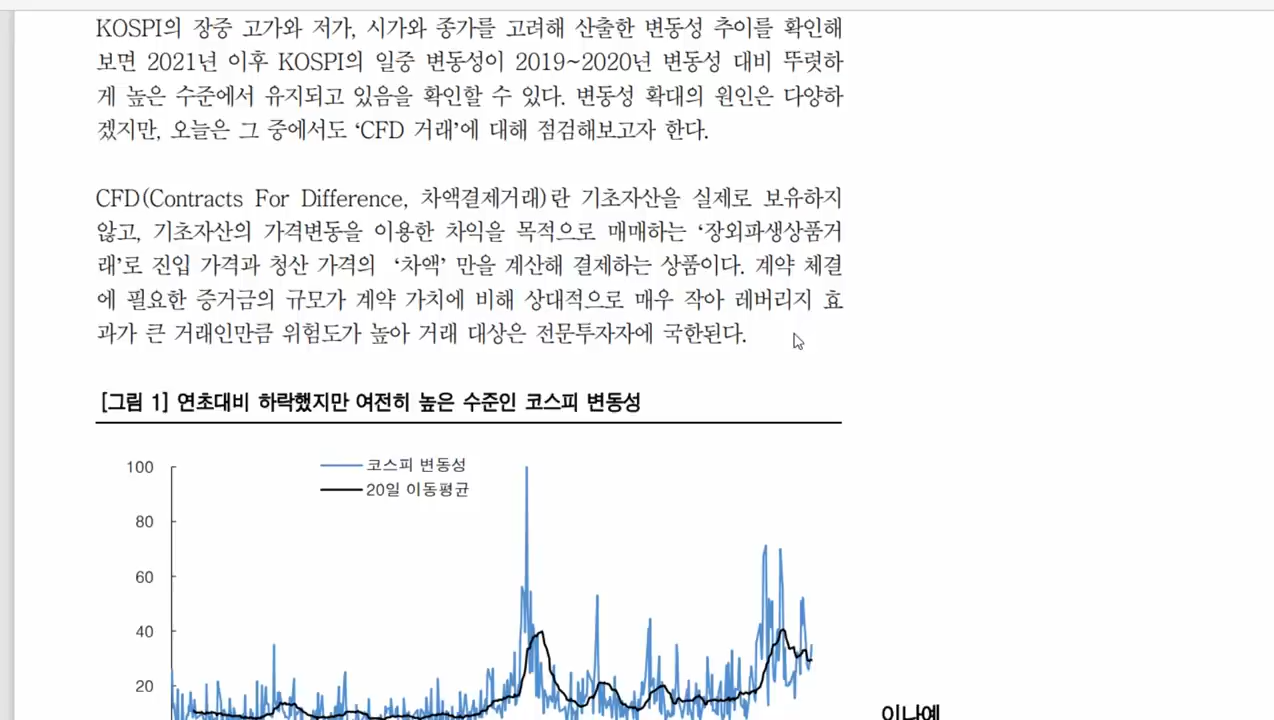 KOSPI의 장중 고가와 저가, 시가와 종가를 고려해 산출한 변동성 추이를 확인해
보면 2021년 이후 KOSPI의 일중 변동성이 2019~2020년 변동성 대비 뚜렷하
게 높은 수준에서 유지되고 있음을 확인할 수 있다. 변동성 확대의 원인은 다양하
겠지만, 오늘은 그 중에서도 ‘CFD 거래’에 대해 점검해보고자 한다.
CFD(Contracts For Difference, 차액결제거래)란 기초자산을 실제로 보유하지
않고, 기초자산의 가격변동을 이용한 차익을 목적으로 매매하는 ‘장외파생상품거
래’로 진입 가격과 청산 가격의 ‘차액’ 만을 계산해 결제하는 상품이다. 계약 체결
에 필요한 증거금의 규모가 계약 가치에 비해 상대적으로 매우 작아 레버리지 효
과가 큰 거래인만큼 위험도가 높아 거래 대상은 전문투자자에 국한된다.
[그림 1] 연초대비 하락했지만 여전히 높은 수준인 코스피 변동성
코스피 변동성
20일 이동평균
100
80
60
40
20
이나예